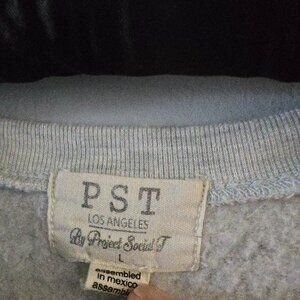 PST
LOS ANGELES
By Project Social T
L
assembled
in mexico